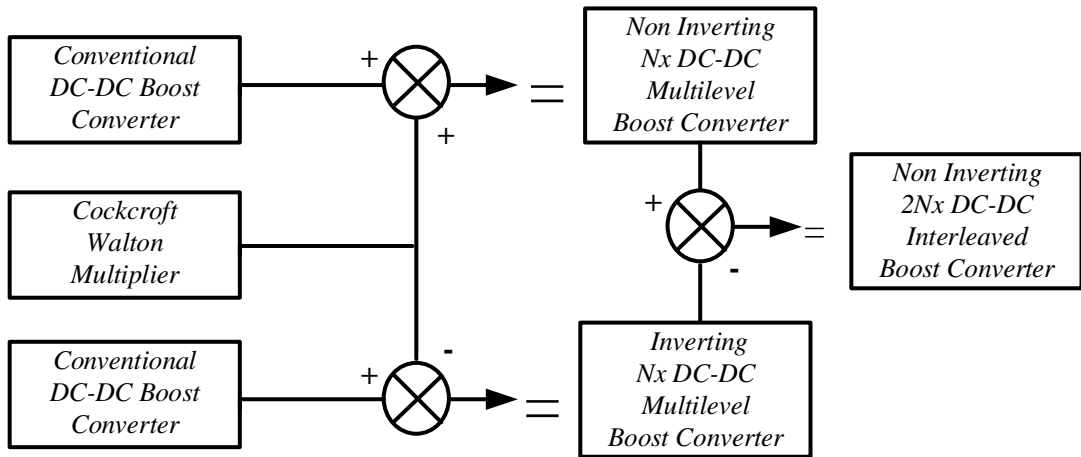 Conventional
DC-DC Boost
Converter
+
+
=
Non Inverting
Nx DC-DC
Multilevel
Boost Converter
Cockcroft
Walton
Multiplier
+
-
=
Non Inverting
2Nx DC-DC
Interleaved
Boost Converter
Conventional
DC-DC Boost
Converter
+
-
=
Inverting
Nx DC-DC
Multilevel
Boost Converter